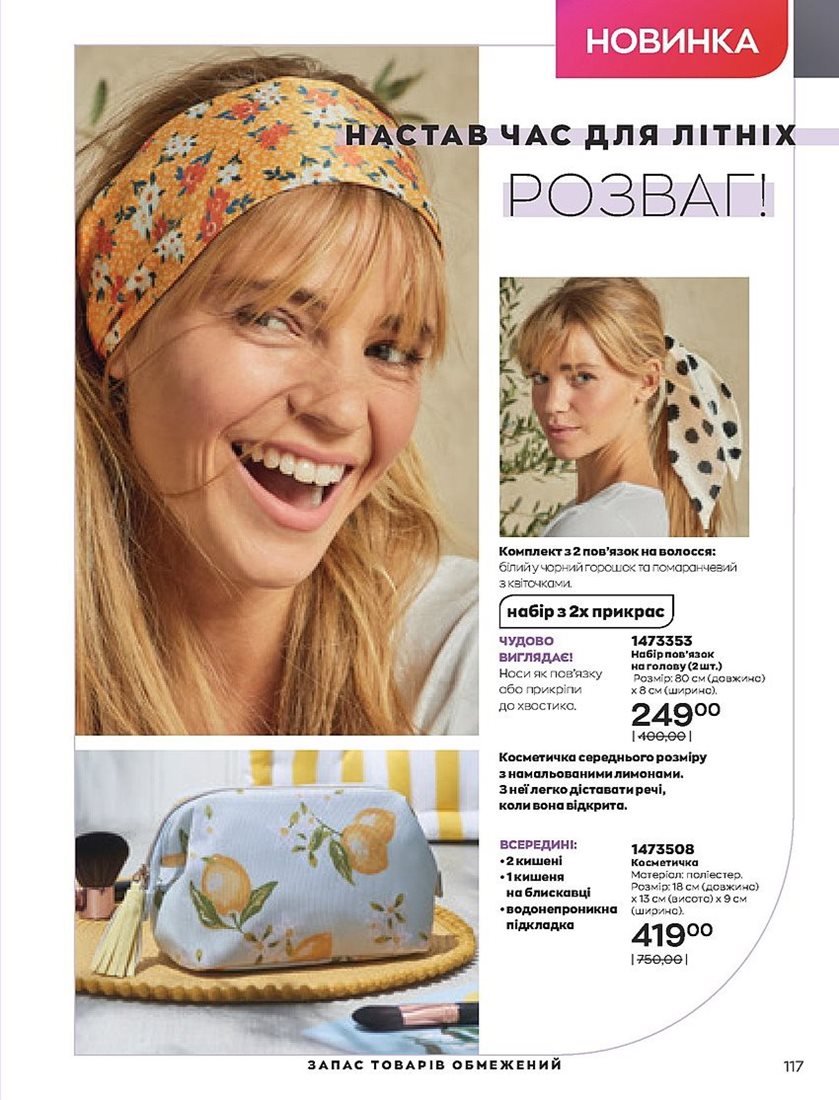 НОВИНКА
НАСТАВ ЧАС ДЛЯ ЛІТНІХ
РОЗВАГ!
Комплект з 2 пов'язок на волосся:
білий у чорний горошок та помаранчевий
з квіточками.
набір з 2х прикрас
ЧУДОВО
ВИГЛЯДАЄ!
Носи як пов'язку
або прикріпи
до хвостика.
1473353
Набір пов'язок
на голову (2 шт.)
Розмір: 80 см (довжина)
х 8 см (ширина).
24900
|400,00|
Косметичка середнього розміру
з намальованими лимонами.
З неї легко діставати речі,
коли вона відкрита.
ВСЕРЕДИНІ:
• 2 кишені
• 1 кишеня
на блискавці
• водонепроникна
підкладка
1473508
Косметичка
Матеріал: поліестер.
Розмір: 18 см (довжина)
х 13 см (висота) х 9 см
(ширина).
41900
|750,00|
ЗАПАС ТОВАРІВ ОБМЕЖЕНИЙ
117